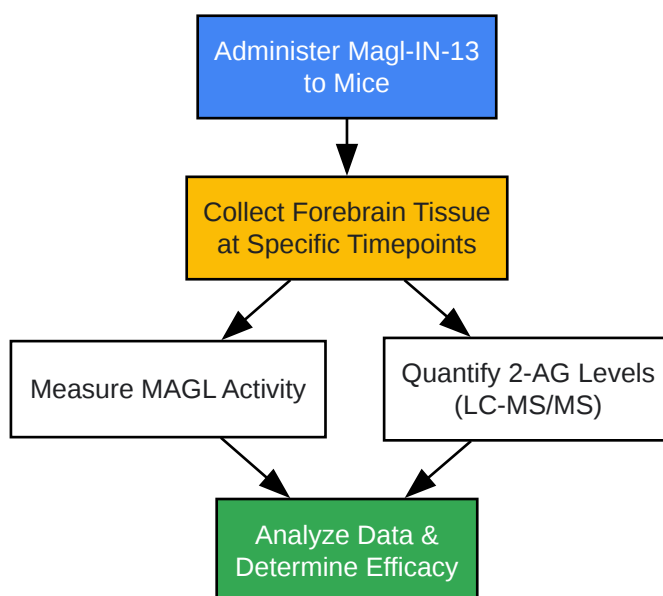 Administer Magl-IN-13
to Mice
Collect Forebrain Tissue
at Specific Timepoints
Measure MAGL Activity
Quantify 2-AG Levels
(LC-MS/MS)
Analyze Data &
Determine Efficacy